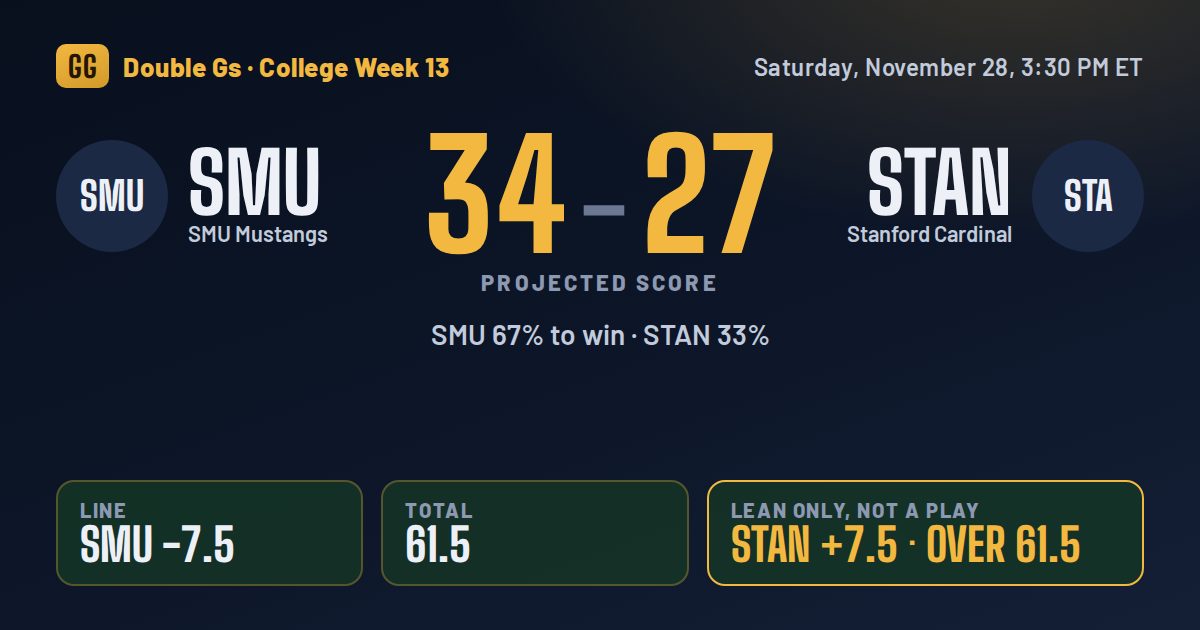 GG Double Gs · College Week 13
Saturday, November 28, 3:30 PM ET
SMU
SMU
SMU Mustangs
34 – 27
PROJECTED SCORE
SMU 67% to win · STAN 33%
STAN
Stanford Cardinal
STA
LINE
SMU −7.5
TOTAL
61.5
LEAN ONLY, NOT A PLAY
STAN +7.5 · OVER 61.5